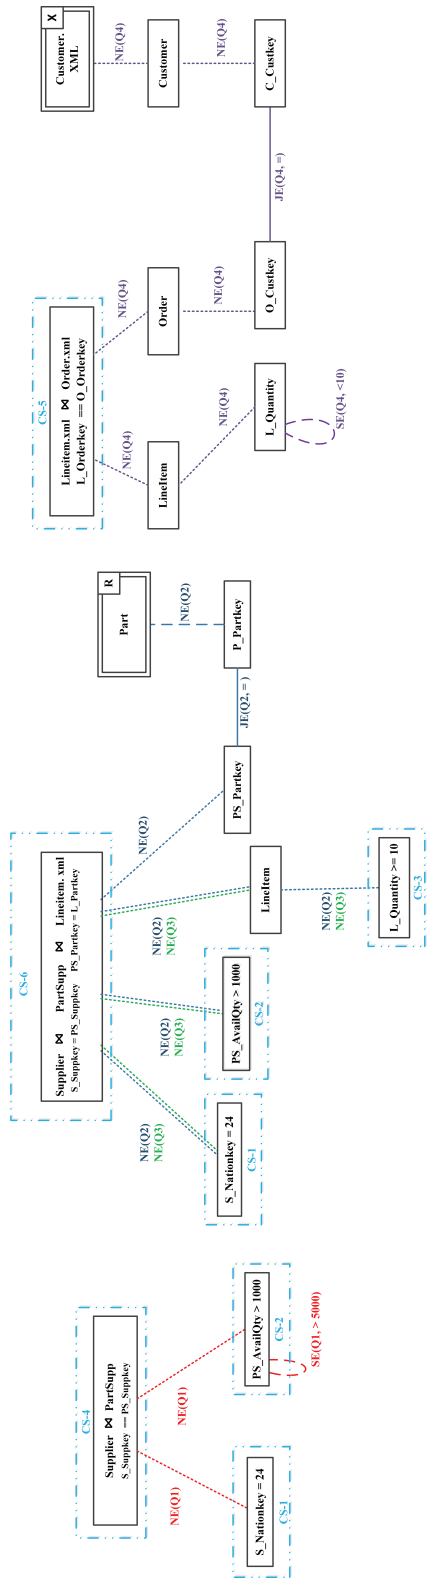 CS-4
Supplier ⋈ PartSupp
S_Suppkey == PS_Suppkey
NE(Q1)
NE(Q1)
S_Nationkey = 24
CS-1
PS_AvailQty > 1000
CS-2
SE(Q1, > 5000)
CS-6
Supplier ⋈ PartSupp ⋈ Lineitem. xml
S_Suppkey = PS_Suppkey PS_Partkey = L_Partkey
NE(Q2)
NE(Q3)
NE(Q2)
NE(Q3)
NE(Q2)
NE(Q3)
NE(Q2)
S_Nationkey = 24
CS-1
PS_AvailQty > 1000
CS-2
LineItem
NE(Q2)
NE(Q3)
L_Quantity >= 10
CS-3
PS_Partkey
JE(Q2, = )
P_Partkey
NE(Q2)
Part
R
CS-5
Lineitem.xml ⋈ Order.xml
L_Orderkey == O_Orderkey
NE(Q4)
NE(Q4)
LineItem
Order
NE(Q4)
NE(Q4)
L_Quantity
SE(Q4, <10)
O_Custkey
JE(Q4, =)
C_Custkey
NE(Q4)
Customer
NE(Q4)
Customer.
XML
X